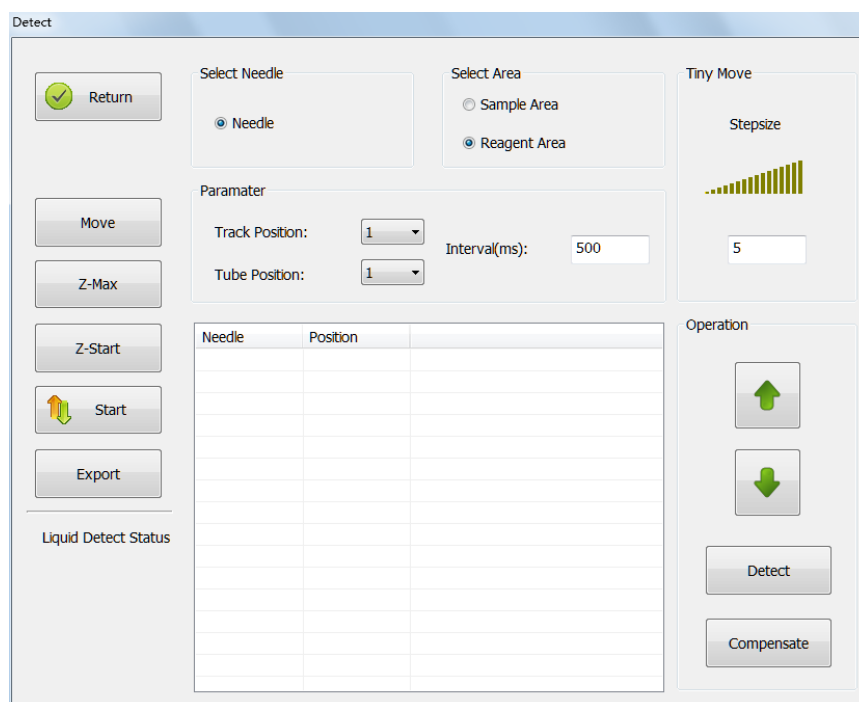 Detect
Return
Move
Z-Max
Z-Start
Start
Export
Liquid Detect Status
Select Needle
Needle
Select Area
Sample Area
Reagent Area
Paramater
Track Position: 1
Tube Position: 1
Interval(ms): 500
Needle Position
Tiny Move
Stepsize
5
Operation
Detect
Compensate